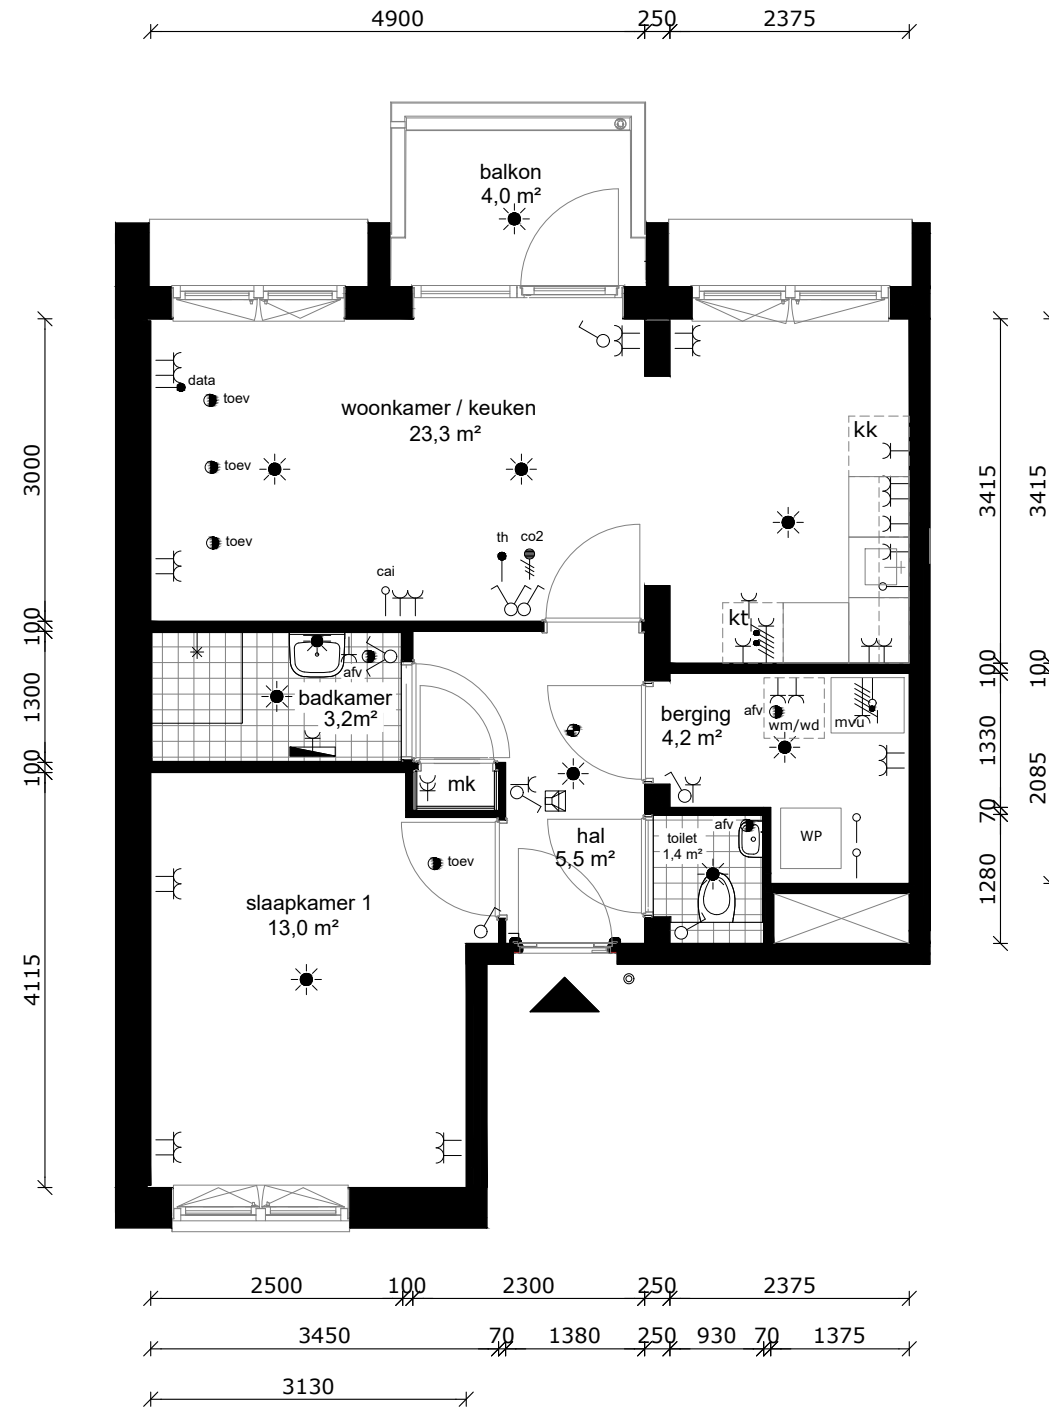 4900 250 2375
balkon
4,0 m²
data
toev
woonkamer / keuken
23,3 m²
kk
toev
3000
3415
3415
toev
th co2
cai
kt
100
afv
badkamer
3,2m²
1300
100
100
100
berging
4,2 m²
afv
wm/wd
mvu
1330
2085
mk
70
WP
hal
5,5 m²
afv
toilet
1,4 m²
toev
1280
slaapkamer 1
13,0 m²
4115
2500 100 2300 250 2375
3450 70 1380 250 930 70 1375
3130